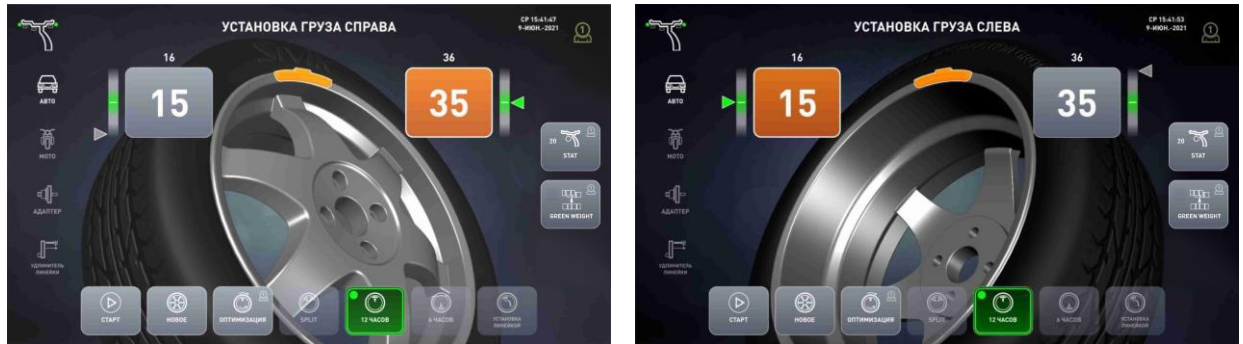 УСТАНОВКА ГРУЗА СПРАВА
СР 15:41:47
9-ИЮН.-2021
1
16
36
15
35
АВТО
МОТО
АДАПТЕР
УДЛИНИТЕЛЬ
ЛИНЕЙКИ
20
STAT
GREEN WEIGHT
СТАРТ
НОВОЕ
ОПТИМИЗАЦИЯ
SPLIT
12 ЧАСОВ
6 ЧАСОВ
УСТАНОВКА
ЛИНЕЙКОЙ
УСТАНОВКА ГРУЗА СЛЕВА
СР 15:41:53
9-ИЮН.-2021
1
16
36
15
35
АВТО
МОТО
АДАПТЕР
УДЛИНИТЕЛЬ
ЛИНЕЙКИ
20
STAT
GREEN WEIGHT
СТАРТ
НОВОЕ
ОПТИМИЗАЦИЯ
SPLIT
12 ЧАСОВ
6 ЧАСОВ
УСТАНОВКА
ЛИНЕЙКОЙ